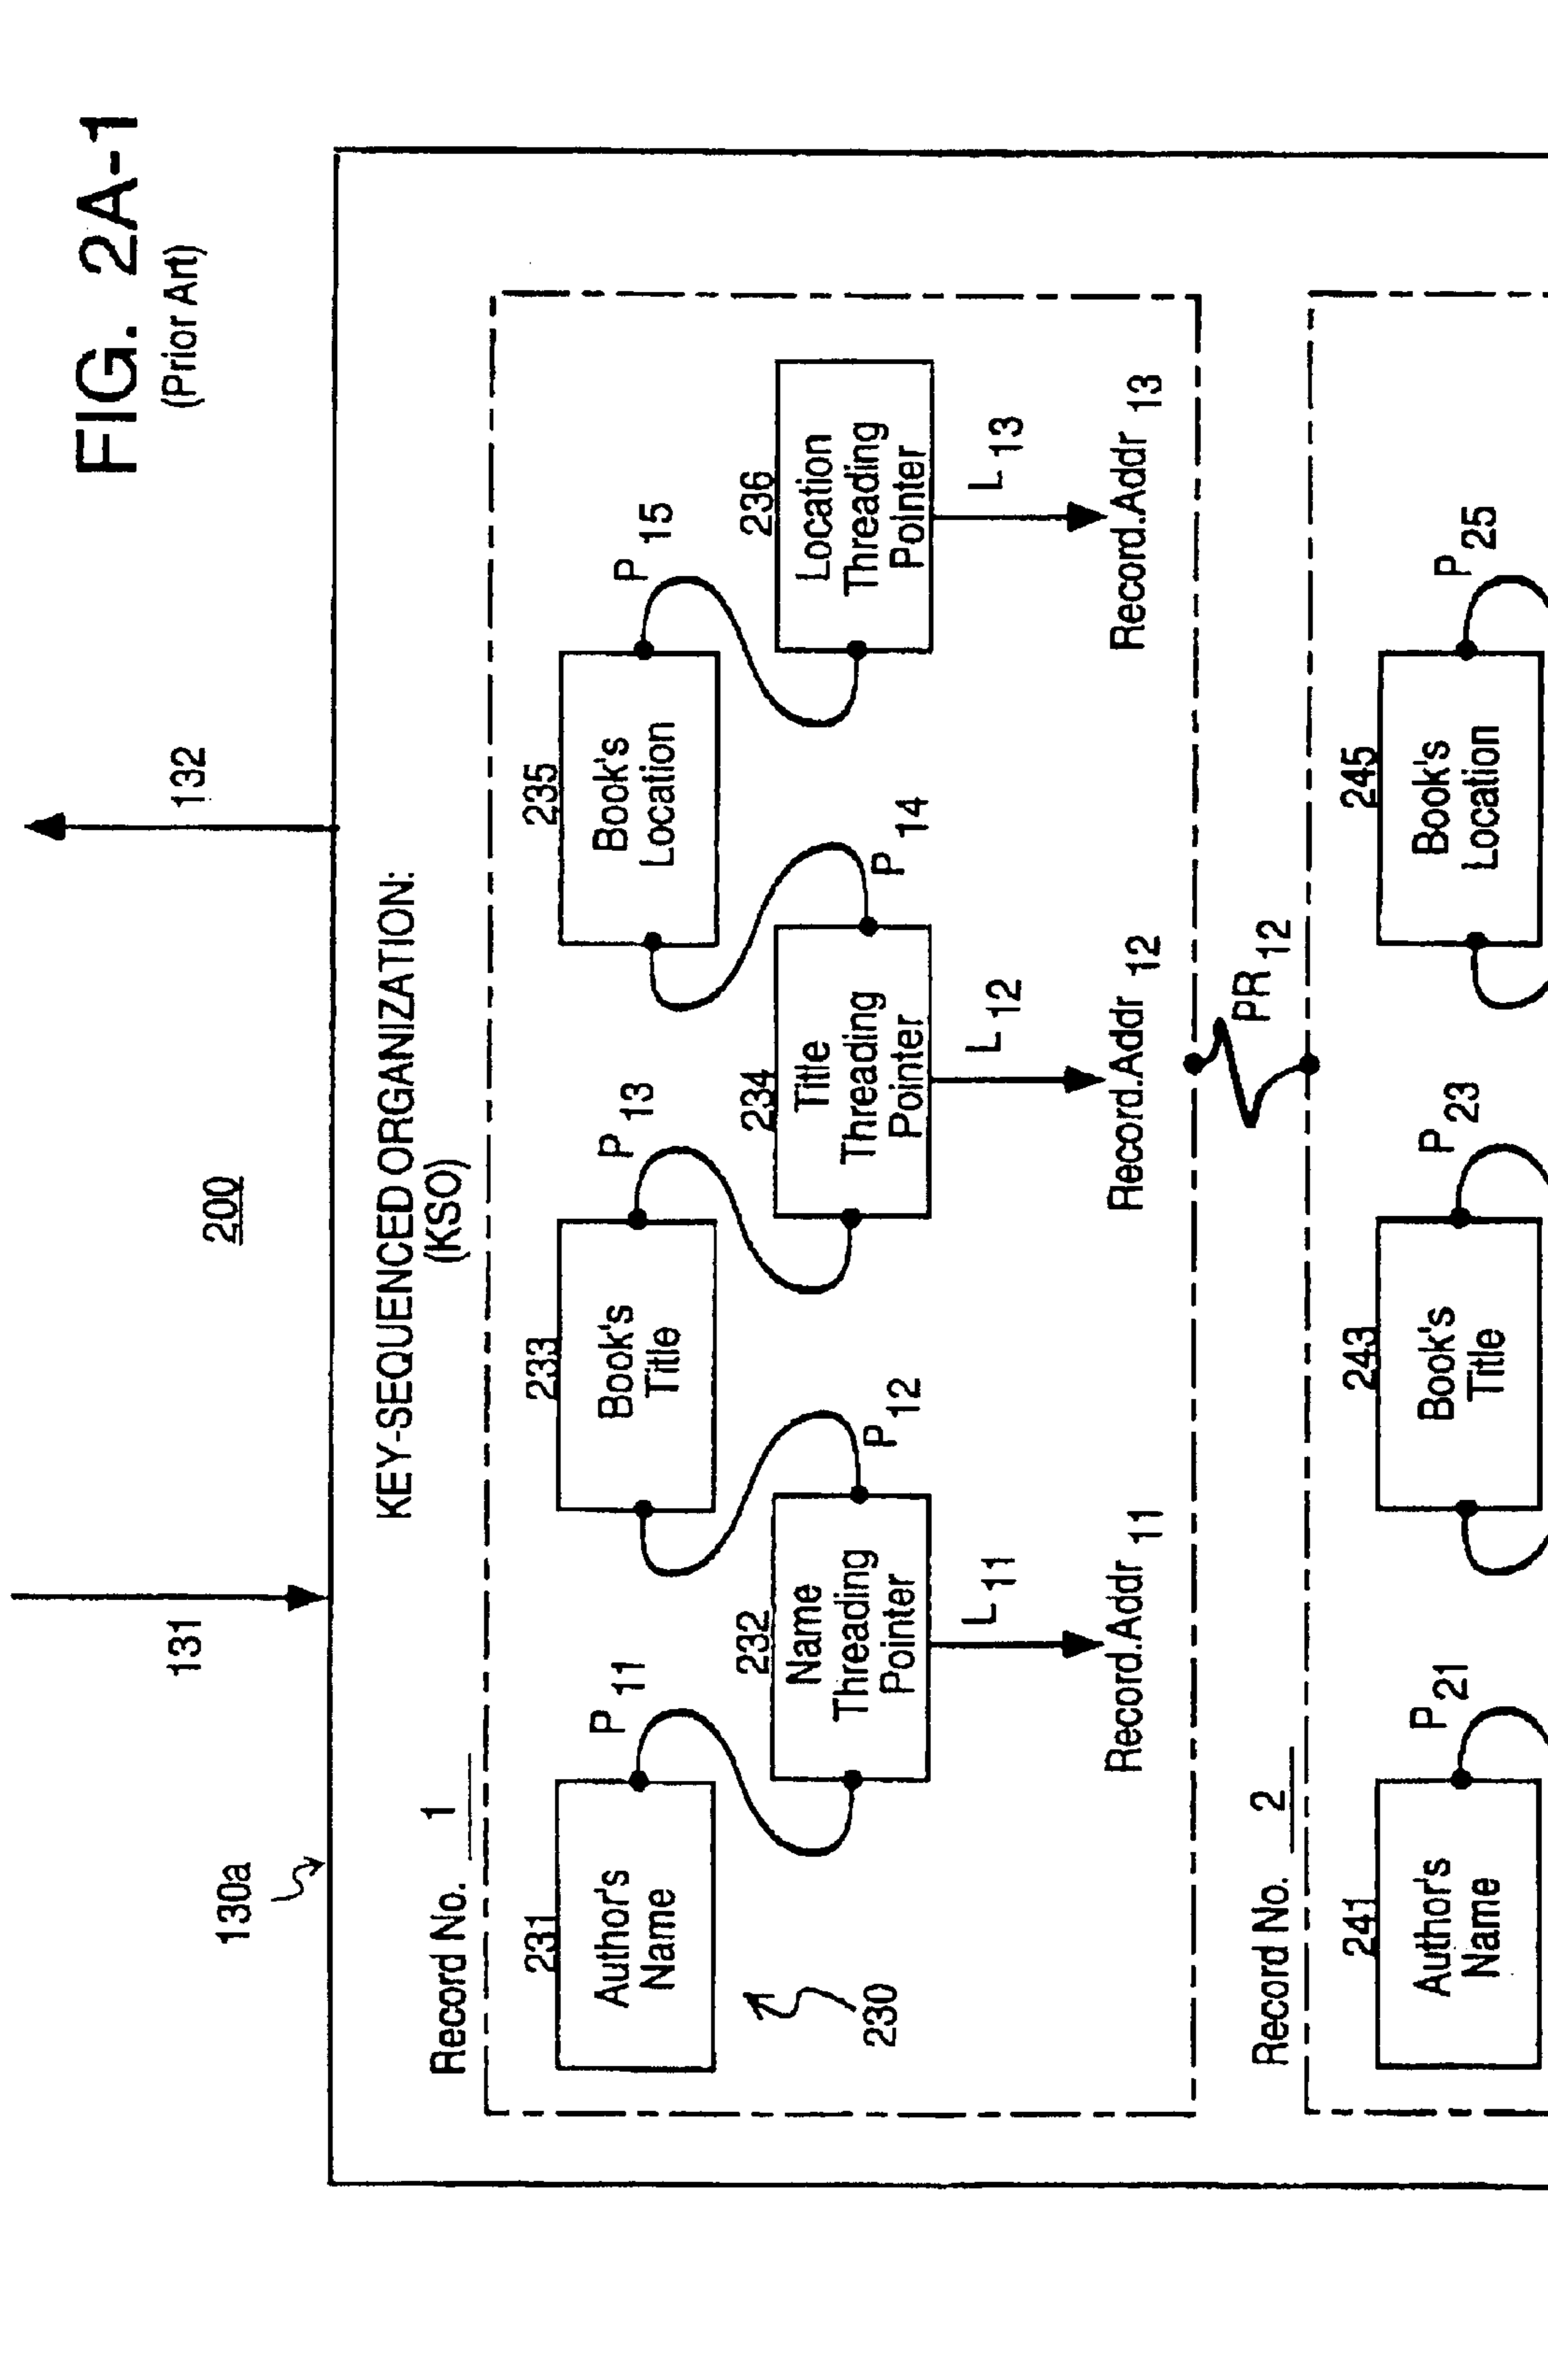 FIG. 2A-1
(Prior Art)
200
131
132
130a
KEY-SEQUENCED ORGANIZATION:
(KSO)
Record No. 1
231
Author's
Name
P 11
232
Name
Threading
Pointer
L 11
Record.Addr 11
P 12
233
Book's
Title
P 13
234
Title
Threading
Pointer
L 12
Record.Addr 12
P 14
235
Book's
Location
P 15
236
Location
Threading
Pointer
L 13
Record.Addr 13
230
PR 12
Record No. 2
241
Author's
Name
P 21
243
Book's
Title
P 23
245
Book's
Location
P 25